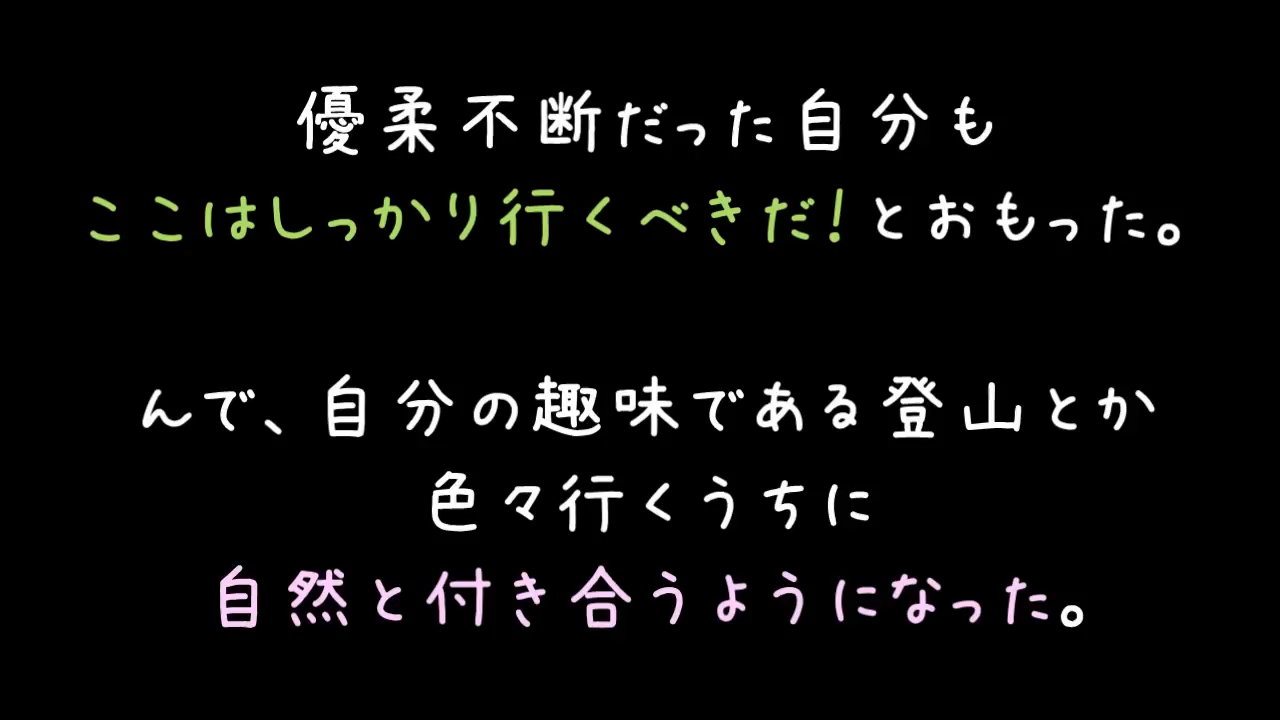 優柔不断だった自分も
ここはしっかり行くべきだ！とおもった。
んで、自分の趣味である登山とか
色々行くうちに
自然と付き合うようになった。